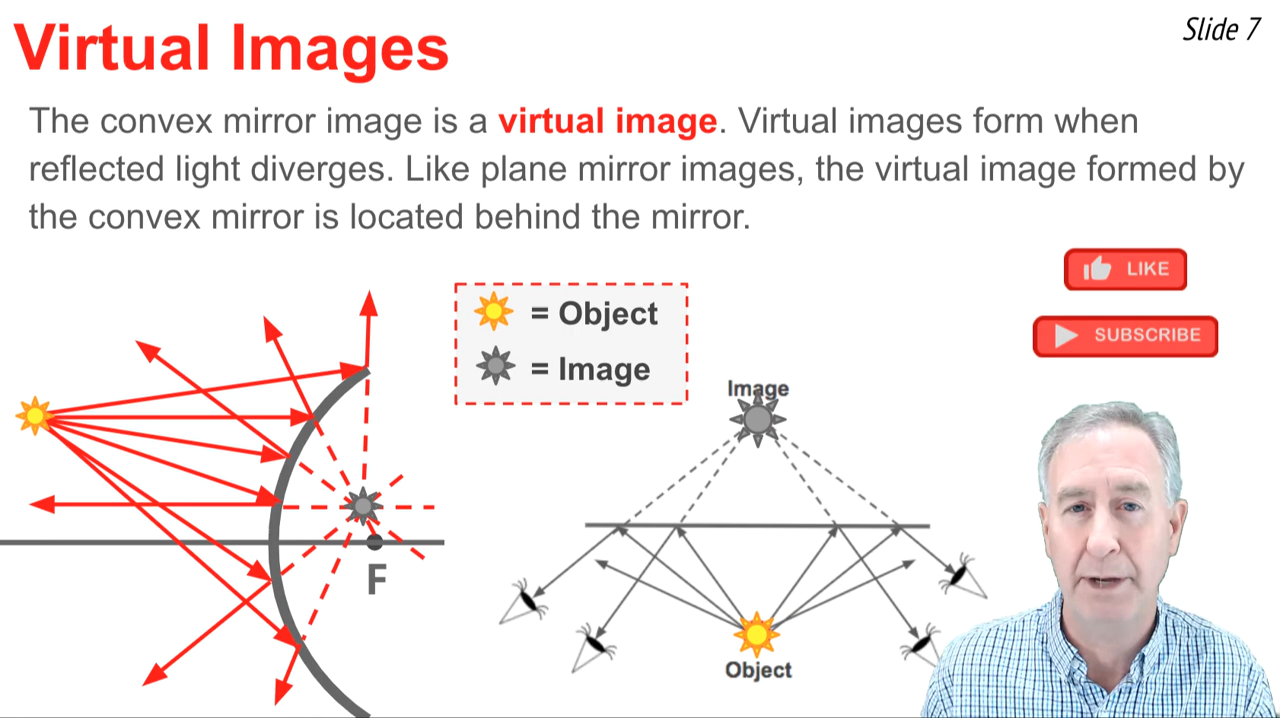 Slide 7
Virtual Images
The convex mirror image is a virtual image. Virtual images form when
reflected light diverges. Like plane mirror images, the virtual image formed by
the convex mirror is located behind the mirror.
LIKE
SUBSCRIBE
= Object
= Image
Image
F
Object